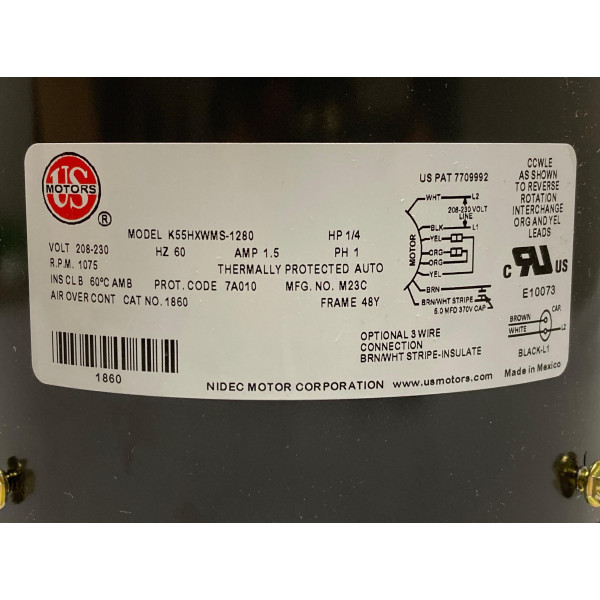 US
MOTORS
®
MODEL K55HXWMS-1280 HP 1/4
VOLT 208-230 HZ 60 AMP 1.5 PH 1
R.P.M. 1075 THERMALLY PROTECTED AUTO
INS CL B 60°C AMB PROT. CODE 7A010 MFG. NO. M23C
AIR OVER CONT CAT NO. 1860 FRAME 48Y
1860
NIDEC MOTOR CORPORATION www.usmotors.com
US PAT 7709992
MOTOR
WHT L2
208-230 VOLT
LINE
BLK L1
YEL
ORG
ORG
YEL
BRN
BRN/WHT STRIPE
5.0 MFD 370V CAP
OPTIONAL 3 WIRE
CONNECTION
BRN/WHT STRIPE-INSULATE
CCWLE
AS SHOWN
TO REVERSE
ROTATION
INTERCHANGE
ORG AND YEL
LEADS
C RU US
E10073
CAP.
BROWN
WHITE L2
BLACK-L1
Made in Mexico